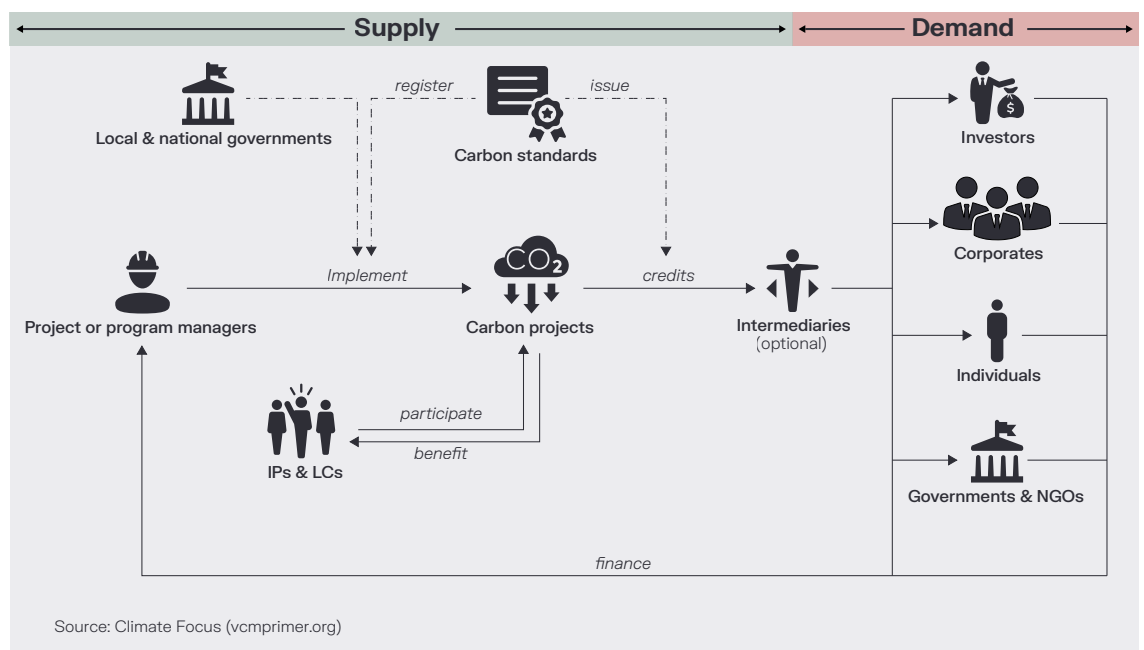 Supply
Demand
register
issue
Local & national governments
Carbon standards
$
Investors
Corporates
Implement
CO2
credits
Project or program managers
Carbon projects
Intermediaries
(optional)
Individuals
participate
benefit
IPs & LCs
Governments & NGOs
finance
Source: Climate Focus (vcmprimer.org)